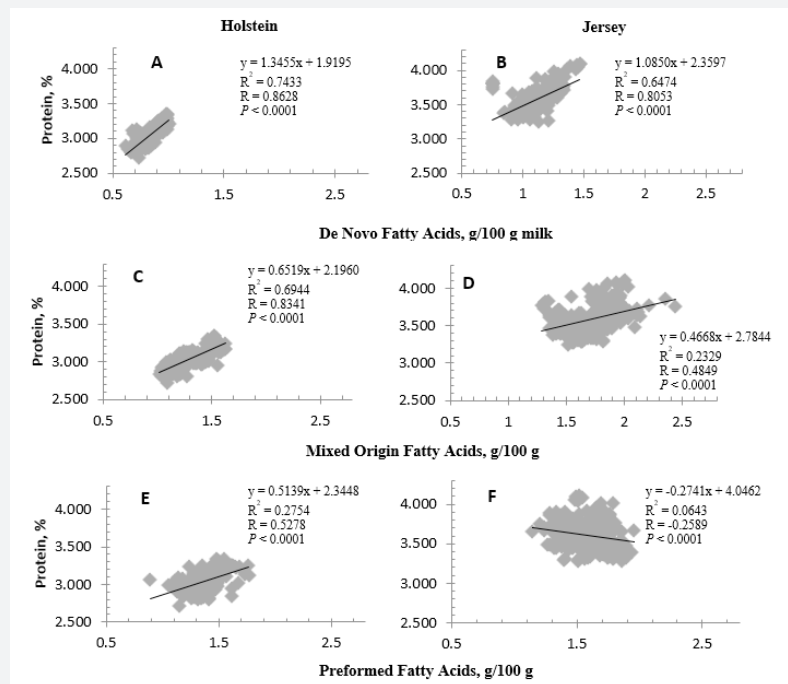 Holstein
Jersey
A
y = 1.3455x + 1.9195
R² = 0.7433
R = 0.8628
P < 0.0001
Protein, %
4.000
3.500
3.000
2.500
0.5
1.5
2.5
B
y = 1.0850x + 2.3597
R² = 0.6474
R = 0.8053
P < 0.0001
4.000
3.500
3.000
2.500
0.5
1
1.5
2
2.5
De Novo Fatty Acids, g/100 g milk
C
y = 0.6519x + 2.1960
R² = 0.6944
R = 0.8341
P < 0.0001
Protein, %
4.000
3.500
3.000
2.500
0.5
1.5
2.5
D
y = 0.4668x + 2.7844
R² = 0.2329
R = 0.4849
P < 0.0001
4.000
3.500
3.000
2.500
0.5
1
1.5
2
2.5
Mixed Origin Fatty Acids, g/100 g
E
y = 0.5139x + 2.3448
R² = 0.2754
R = 0.5278
P < 0.0001
Protein, %
4.000
3.500
3.000
2.500
0.5
1.5
2.5
F
y = -0.2741x + 4.0462
R² = 0.0643
R = -0.2589
P < 0.0001
4.000
3.500
3.000
2.500
0.5
1.5
2.5
Preformed Fatty Acids, g/100 g